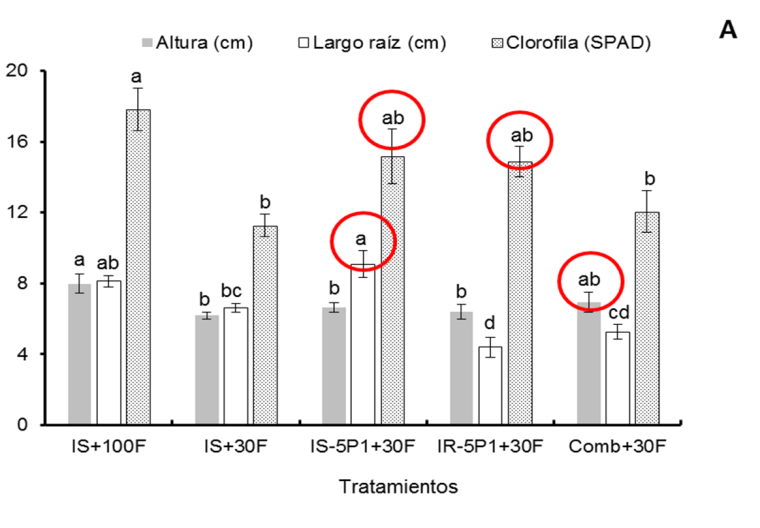 A
Altura (cm) Largo raíz (cm) Clorofila (SPAD)
20
16
12
8
4
0
a ab a
b bc b
b a ab
b d ab
ab cd b
IS+100F IS+30F IS-5P1+30F IR-5P1+30F Comb+30F
Tratamientos